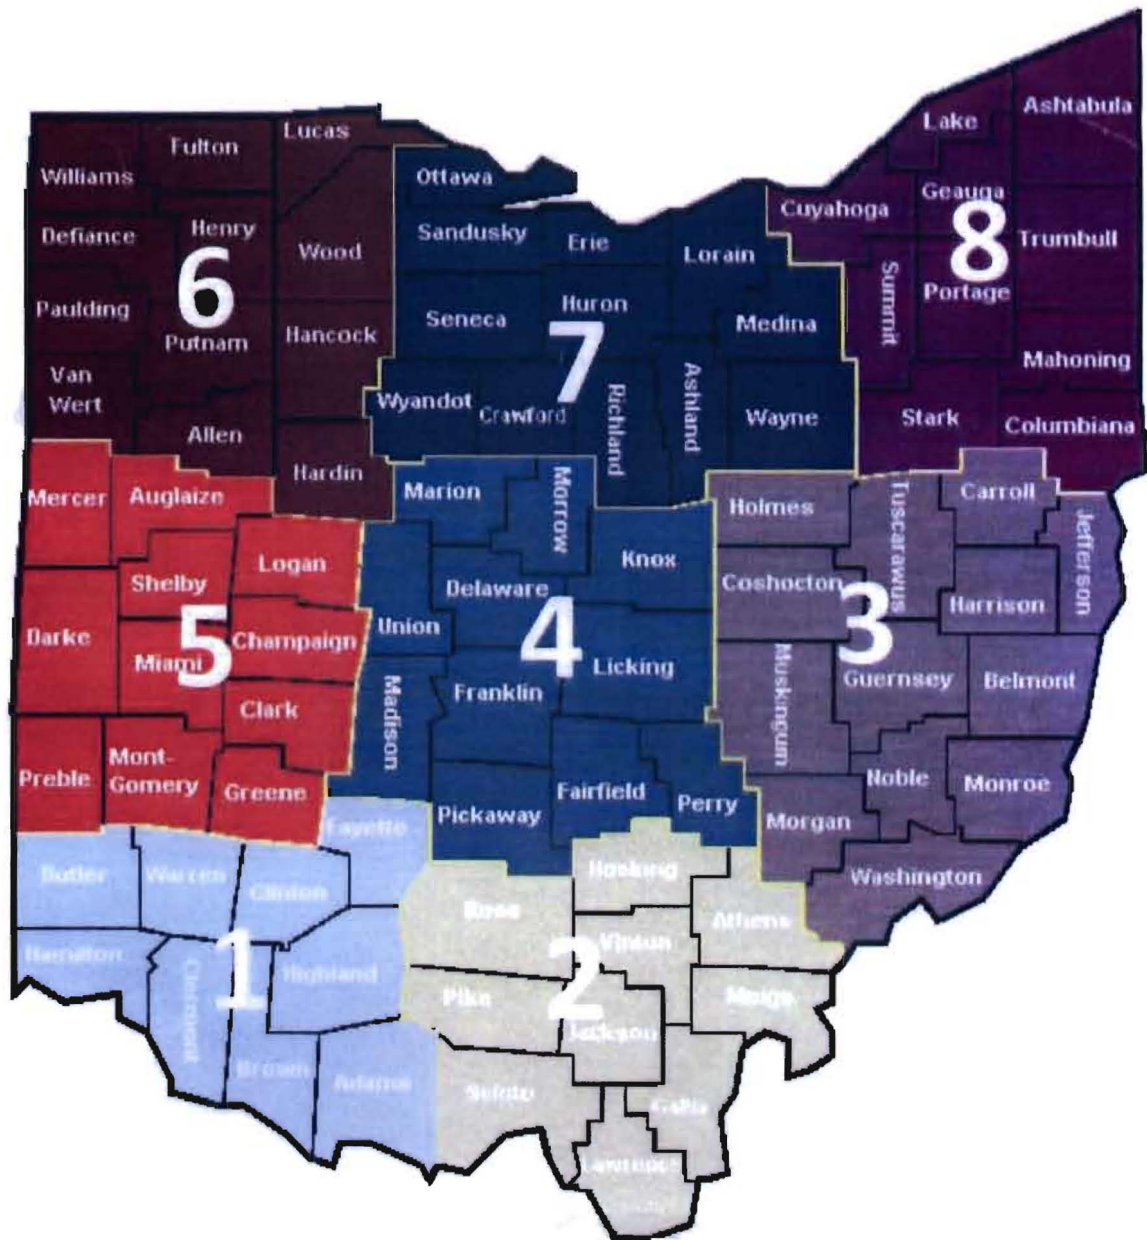 Williams
Fulton
Lucas
Defiance
Henry
Wood
6
Paulding
Putnam
Hancock
Van
Wert
Allen
Hardin
Ottawa
Sandusky
Erie
Lorain
Seneca
Huron
7
Medina
Wyandot
Crawford
Richland
Ashland
Wayne
Lake
Ashtabula
Cuyahoga
Geauga
8
Trumbull
Summit
Portage
Mahoning
Stark
Columbiana
Mercer
Auglaize
Shelby
Logan
Darke
5
Miami
Champaign
Clark
Preble
Mont-
Gomery
Greene
Marion
Morrow
Knox
Delaware
Union
4
Licking
Madison
Franklin
Pickaway
Fairfield
Perry
Holmes
Tuscarawus
Carroll
Jefferson
Coshocton
3
Harrison
Muskingum
Guernsey
Belmont
Noble
Monroe
Morgan
Washington
Fayette
Butler
Warren
Clinton
Hamilton
1
Clermont
Highland
Brown
Adams
Hocking
Ross
Athens
2
Vinton
Pike
Meigs
Jackson
Scioto
Gallia
Lawrence